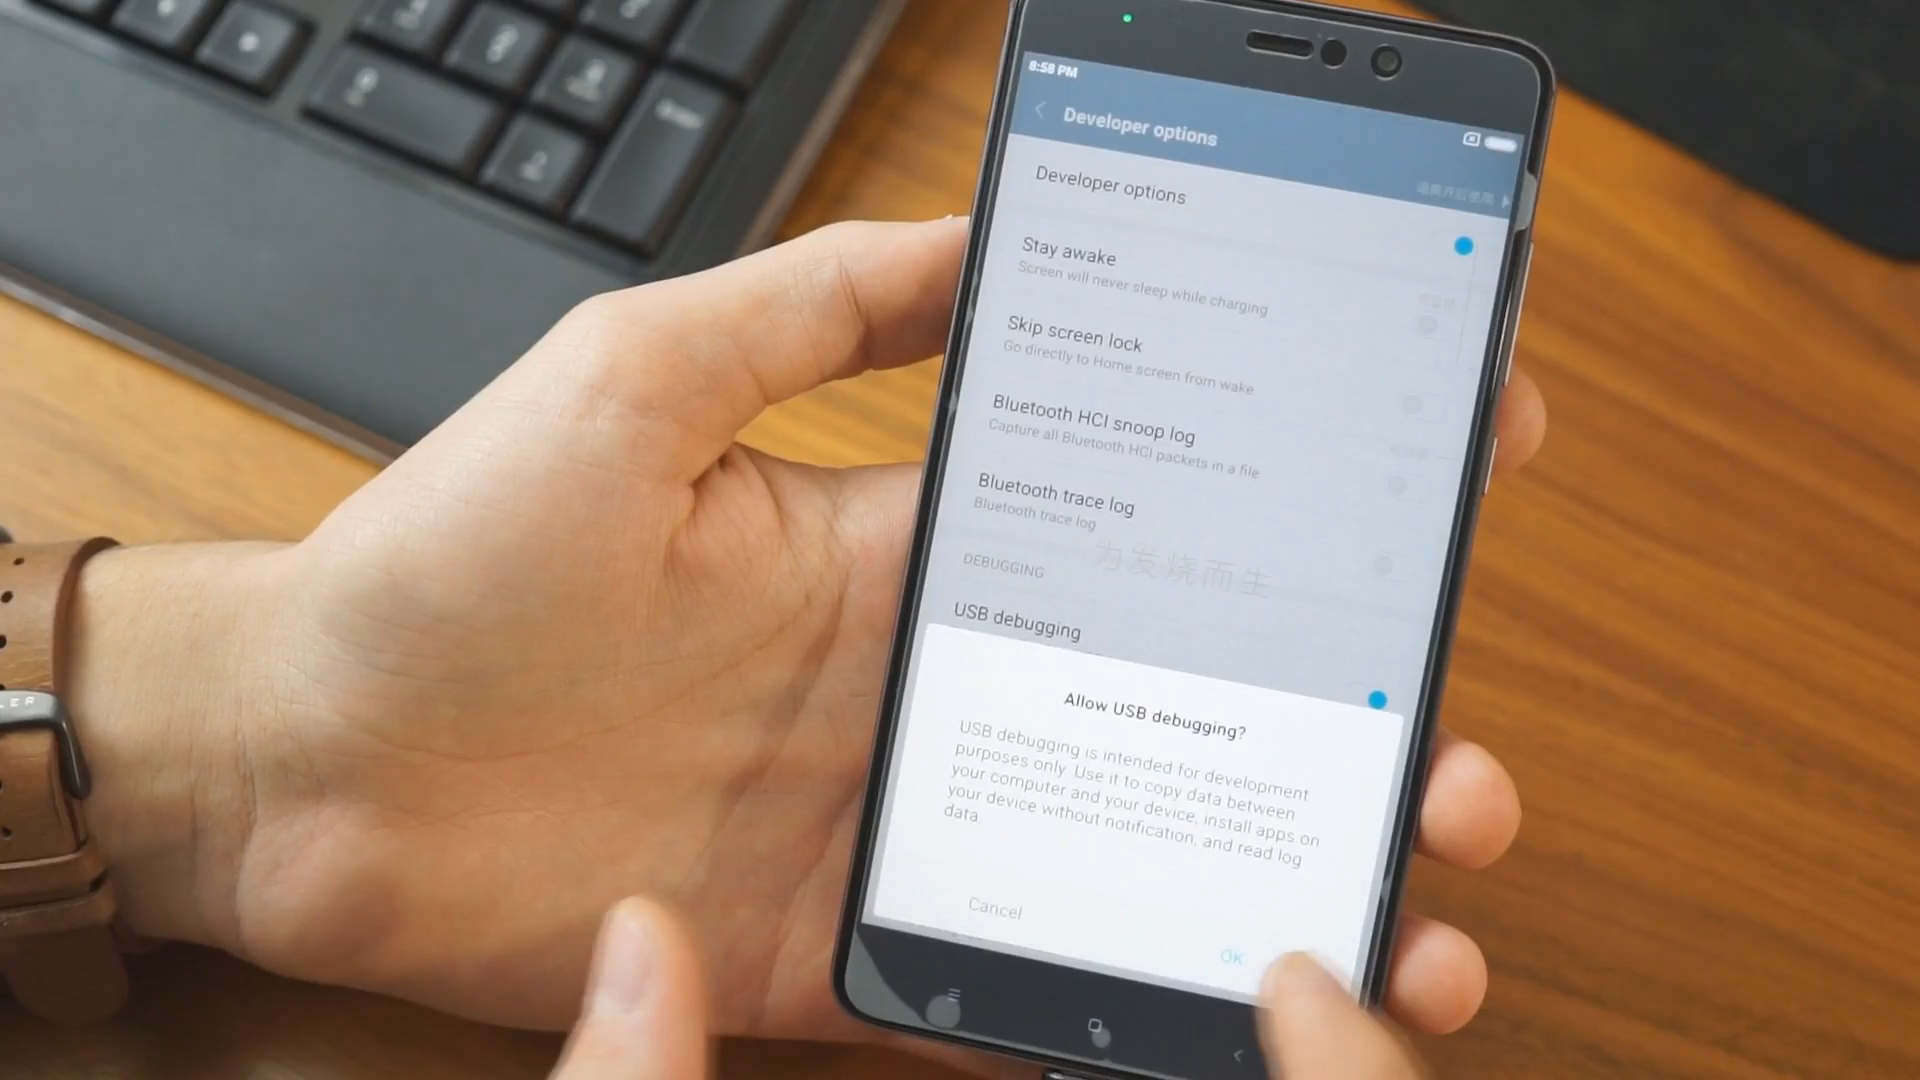 8:58 PM
Developer options
Developer options
Stay awake
Screen will never sleep while charging
Skip screen lock
Go directly to Home screen from wake
Bluetooth HCI snoop log
Capture all Bluetooth HCI packets in a file
Bluetooth trace log
Bluetooth trace log
为发烧而生
DEBUGGING
USB debugging
Allow USB debugging?
USB debugging is intended for development
purposes only. Use it to copy data between
your computer and your device, install apps on
your device without notification, and read log
data
Cancel
OK